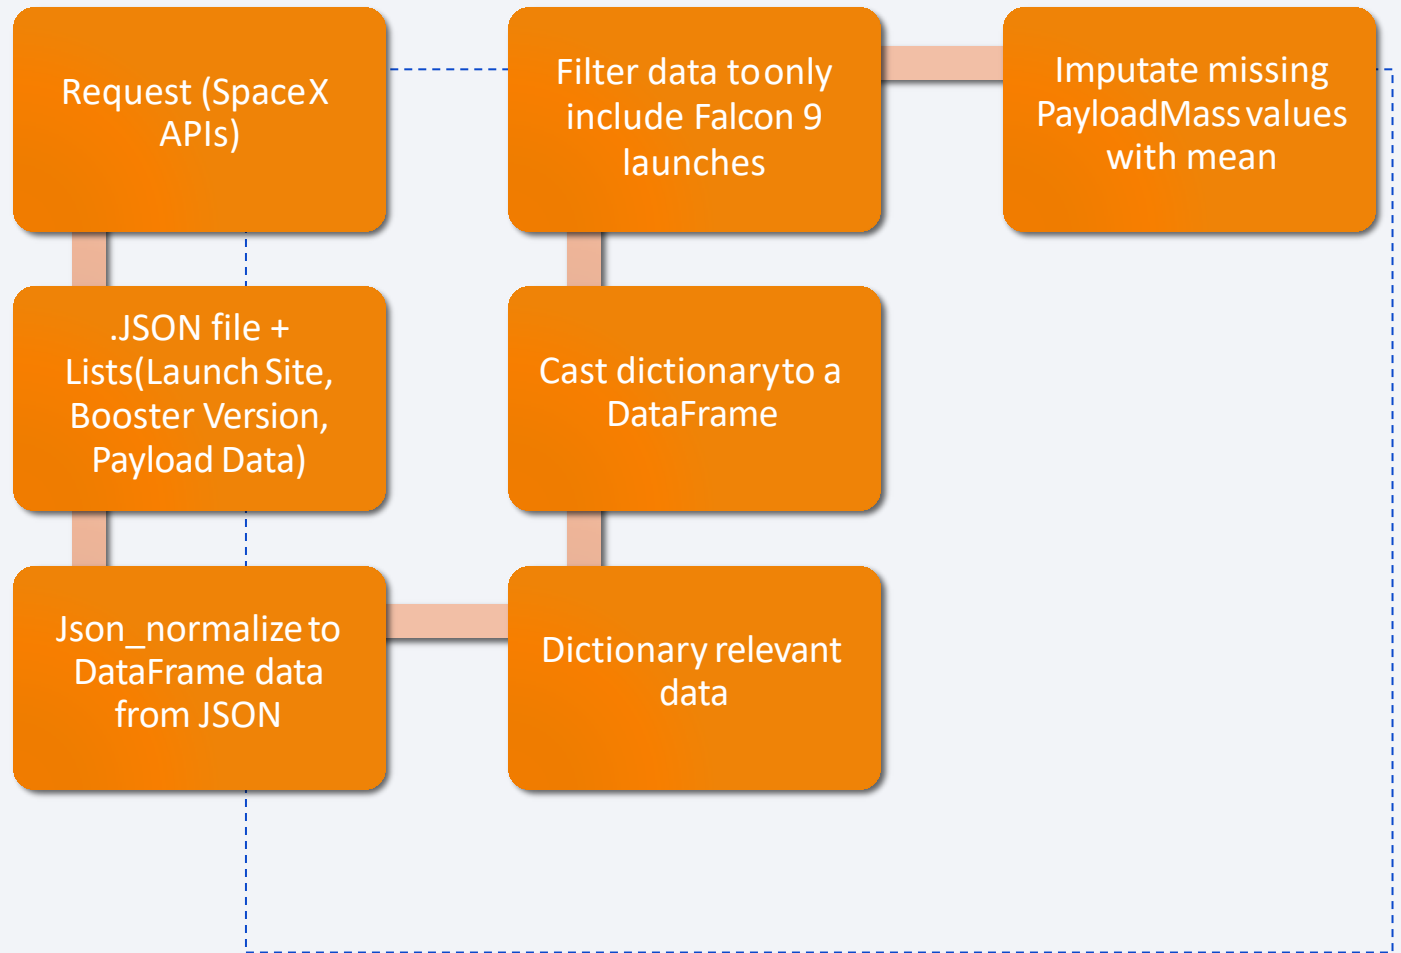 Request (SpaceX
APIs)
.JSON file +
Lists(Launch Site,
Booster Version,
Payload Data)
Json_normalize to
DataFrame data
from JSON
Dictionary relevant
data
Cast dictionary to a
DataFrame
Filter data to only
include Falcon 9
launches
Imputate missing
PayloadMass values
with mean